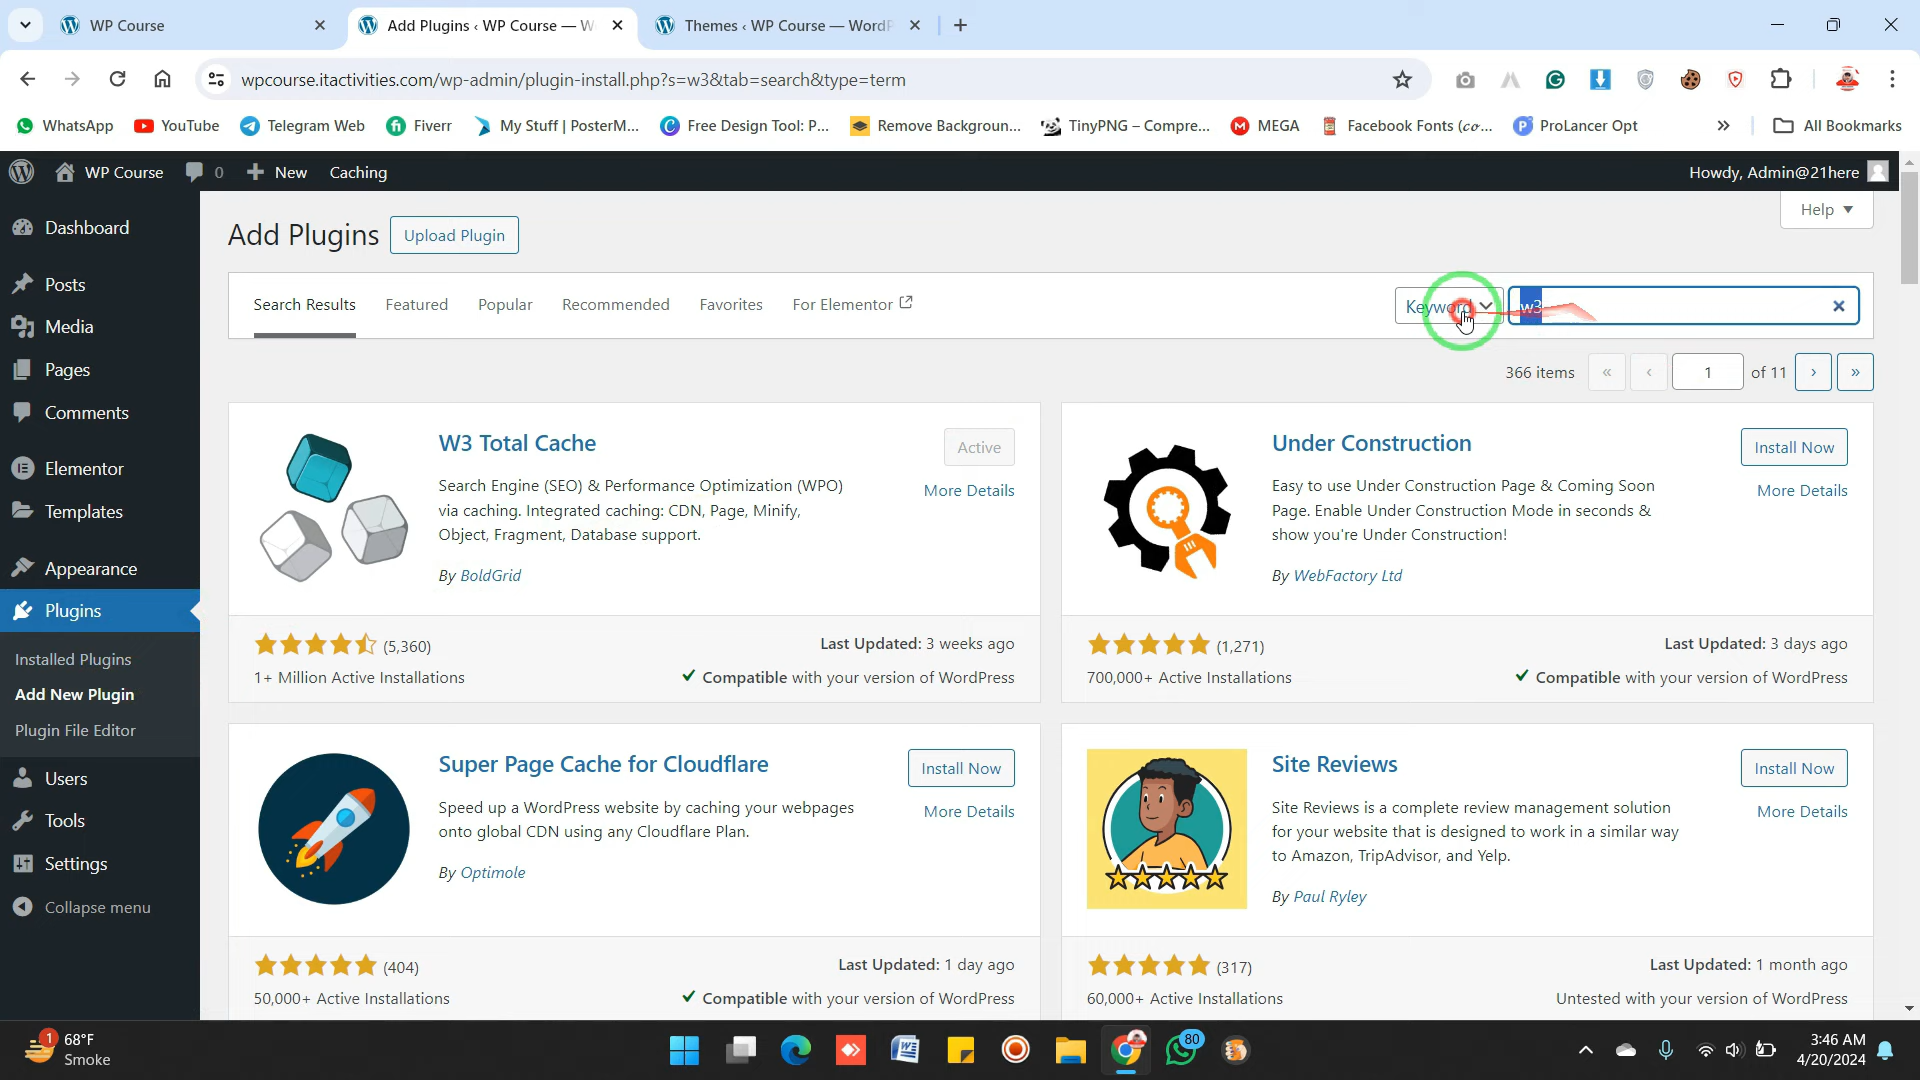 WP Course
Add Plugins ‹ WP Course — W
Themes ‹ WP Course — WordP
wpcourse.itactivities.com/wp-admin/plugin-install.php?s=w3&tab=search&type=term
WhatsApp
YouTube
Telegram Web
Fiverr
My Stuff | PosterM...
Free Design Tool: P...
Remove Backgroun...
TinyPNG – Compre...
MEGA
Facebook Fonts (co...
ProLancer Opt
All Bookmarks
WP Course
0
New
Caching
Howdy, Admin@21here
Dashboard
Posts
Media
Pages
Comments
Elementor
Templates
Appearance
Plugins
Installed Plugins
Add New Plugin
Plugin File Editor
Users
Tools
Settings
Collapse menu
Help
Add Plugins
Upload Plugin
Search Results
Featured
Popular
Recommended
Favorites
For Elementor
Keyword
w3
366 items « ‹ 1 of 11 › »
W3 Total Cache
Active
More Details
Search Engine (SEO) & Performance Optimization (WPO)
via caching. Integrated caching: CDN, Page, Minify,
Object, Fragment, Database support.
By BoldGrid
(5,360)
Last Updated: 3 weeks ago
1+ Million Active Installations
Compatible with your version of WordPress
Under Construction
Install Now
More Details
Easy to use Under Construction Page & Coming Soon
Page. Enable Under Construction Mode in seconds &
show you're Under Construction!
By WebFactory Ltd
(1,271)
Last Updated: 3 days ago
700,000+ Active Installations
Compatible with your version of WordPress
Super Page Cache for Cloudflare
Install Now
More Details
Speed up a WordPress website by caching your webpages
onto global CDN using any Cloudflare Plan.
By Optimole
(404)
Last Updated: 1 day ago
50,000+ Active Installations
Compatible with your version of WordPress
Site Reviews
Install Now
More Details
Site Reviews is a complete review management solution
for your website that is designed to work in a similar way
to Amazon, TripAdvisor, and Yelp.
By Paul Ryley
(317)
Last Updated: 1 month ago
60,000+ Active Installations
Untested with your version of WordPress
1
68°F
Smoke
80
3:46 AM
4/20/2024